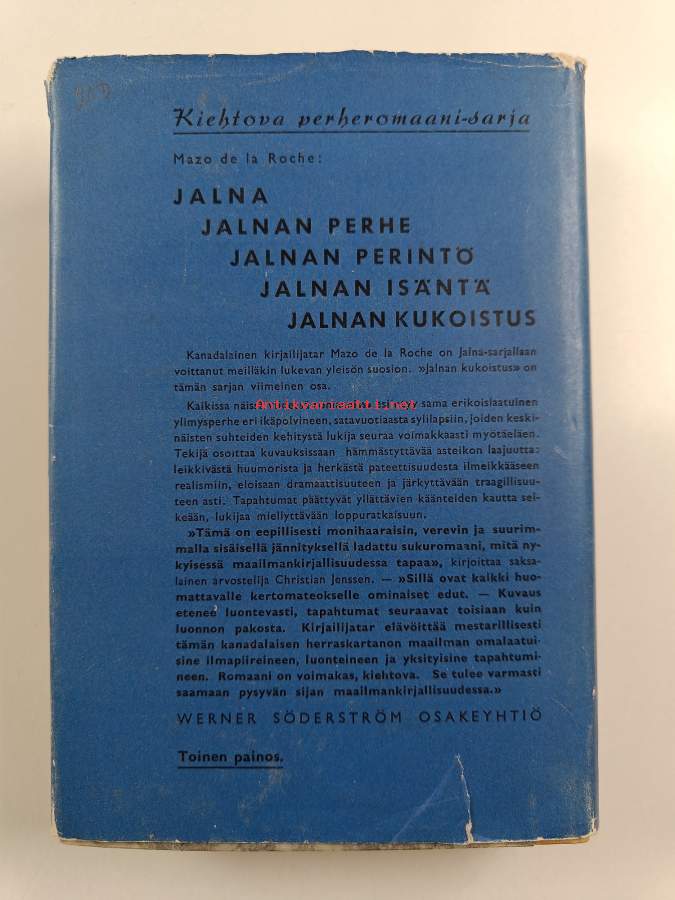 Kiehtova perheromaani-sarja
Mazo de la Roche:
JALNA
JALNAN PERHE
JALNAN PERINTÖ
JALNAN ISÄNTÄ
JALNAN KUKOISTUS
Kanadalainen kirjailijatar Mazo de la Roche on Jalna-sarjallaan
voittanut meilläkin lukevan yleisön suosion. »Jalnan kukoistus» on
tämän sarjan viimeinen osa.
Kaikissa näissä sama erikoislaatuinen
Antikvariaatti.net
ylimysperhe eri ikäpolvineen, satavuotiaasta sylilapsiin, joiden keski-
näisten suhteiden kehitystä lukija seuraa voimakkaasti myötäeläen.
Tekijä osoittaa kuvauksissaan hämmästyttävää asteikon laajuutta:
leikkivästä huumorista ja herkästä pateettisuudesta ilmeikkääseen
realismiin, eloisaan dramaattisuuteen ja järkyttävään traagillisuu-
teen asti. Tapahtumat päättyvät yllättävien käänteiden kautta sel-
keään, lukijaa miellyttävään loppuratkaisuun.
»Tämä on eepillisesti monihaaraisin, verevin ja suurim-
malla sisäisellä jännityksellä ladattu sukuromaani, mitä ny-
kyisessä maailmankirjallisuudessa tapaa», kirjoittaa saksa-
lainen arvostelija Christian Jenssen. — »Sillä ovat kaikki huo-
mattavalle kertomateokselle ominaiset edut. — Kuvaus
etenee luontevasti, tapahtumat seuraavat toisiaan kuin
luonnon pakosta. Kirjailijatar elävöittää mestarillisesti
tämän kanadalaisen herraskartanon maailman omalaatui-
sine ilmapiireineen, luonteineen ja yksityisine tapahtumi-
neen. Romaani on voimakas, kiehtova. Se tulee varmasti
saamaan pysyvän sijan maailmankirjallisuudessa.»
WERNER SÖDERSTRÖM OSAKEYHTIÖ
Toinen painos.